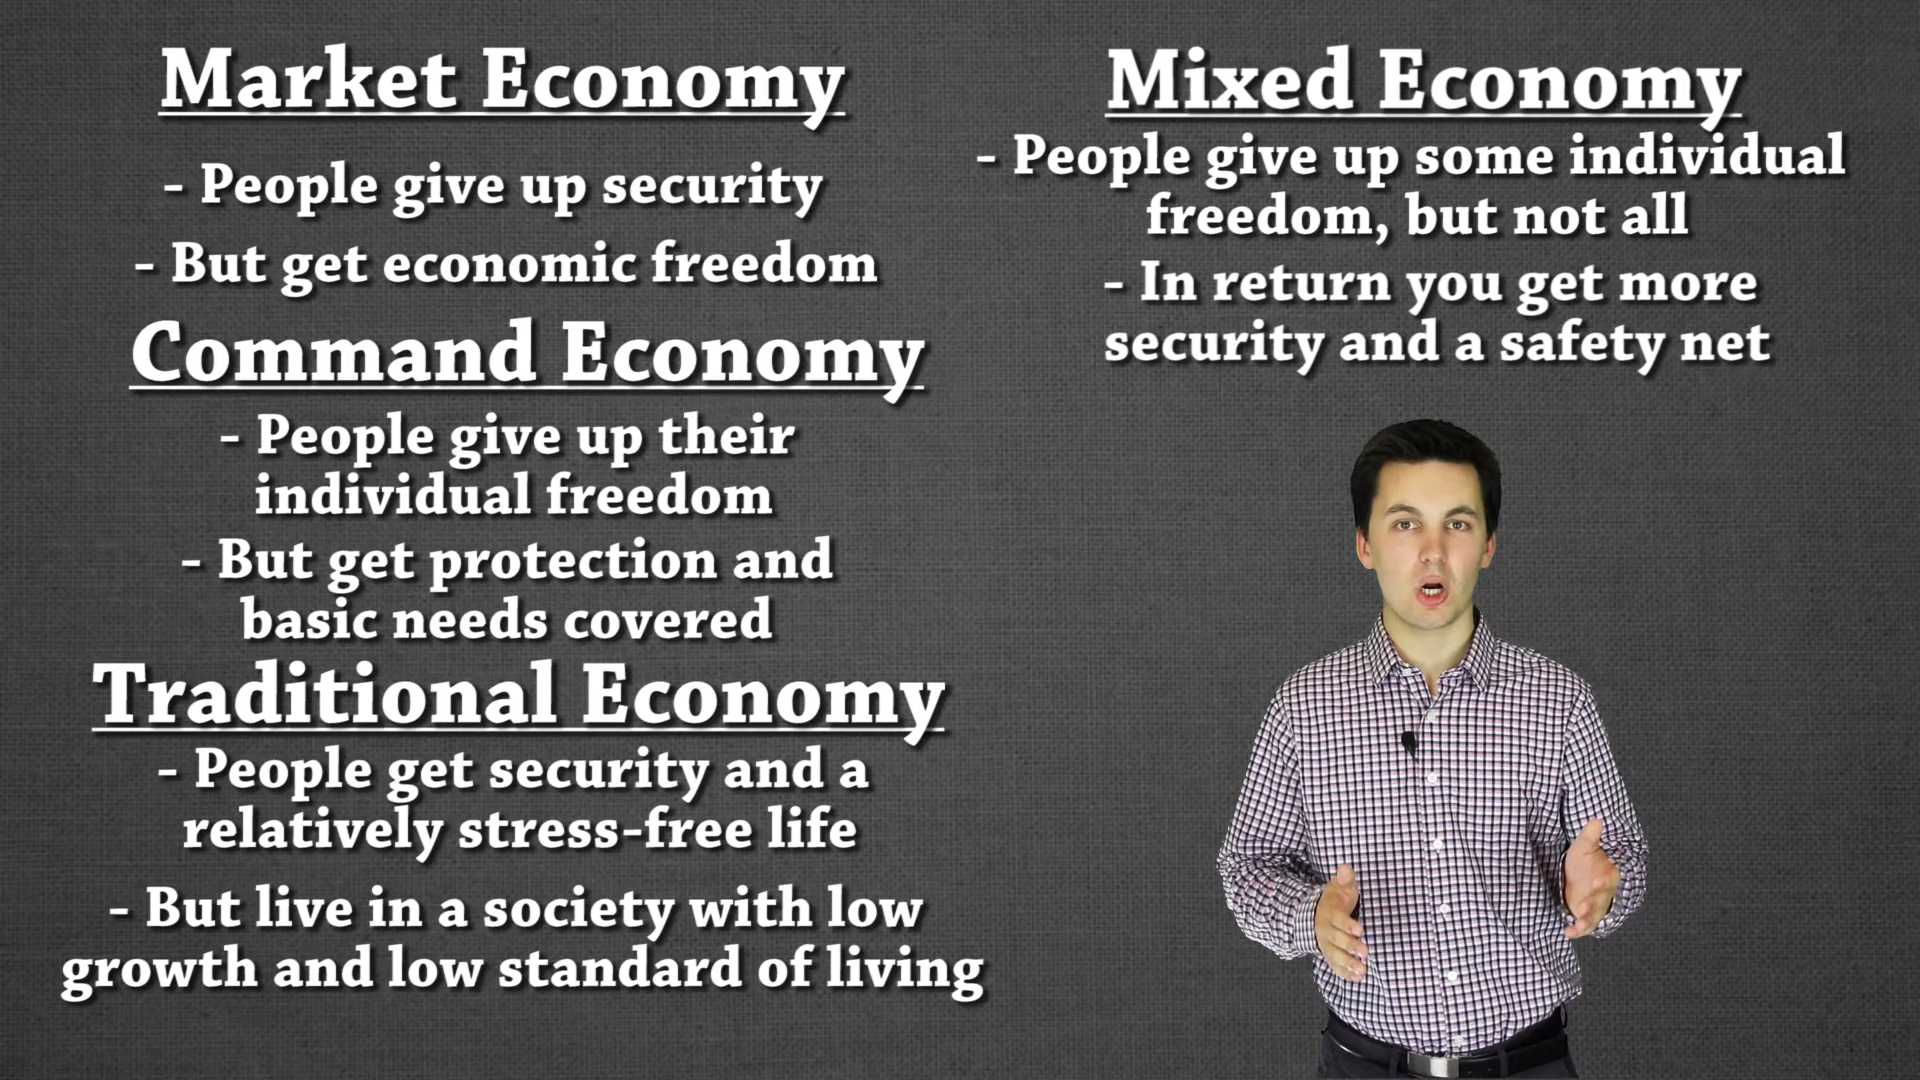 Market Economy
- People give up security
- But get economic freedom
Command Economy
- People give up their
individual freedom
- But get protection and
basic needs covered
Traditional Economy
- People get security and a
relatively stress-free life
- But live in a society with low
growth and low standard of living
Mixed Economy
- People give up some individual
freedom, but not all
- In return you get more
security and a safety net